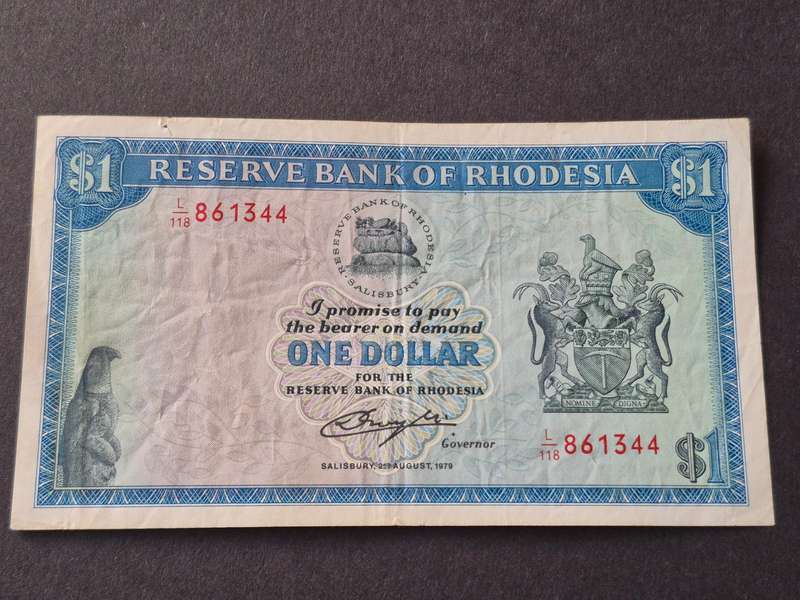 $1 RESERVE BANK OF RHODESIA $1
L/118 861344
RESERVE BANK OF RHODESIA
· SALISBURY ·
I promise to pay
the bearer on demand
ONE DOLLAR
FOR THE
RESERVE BANK OF RHODESIA
Governor
NOMINE DIGNA
L/118 861344
SALISBURY, AUGUST, 1979
$1